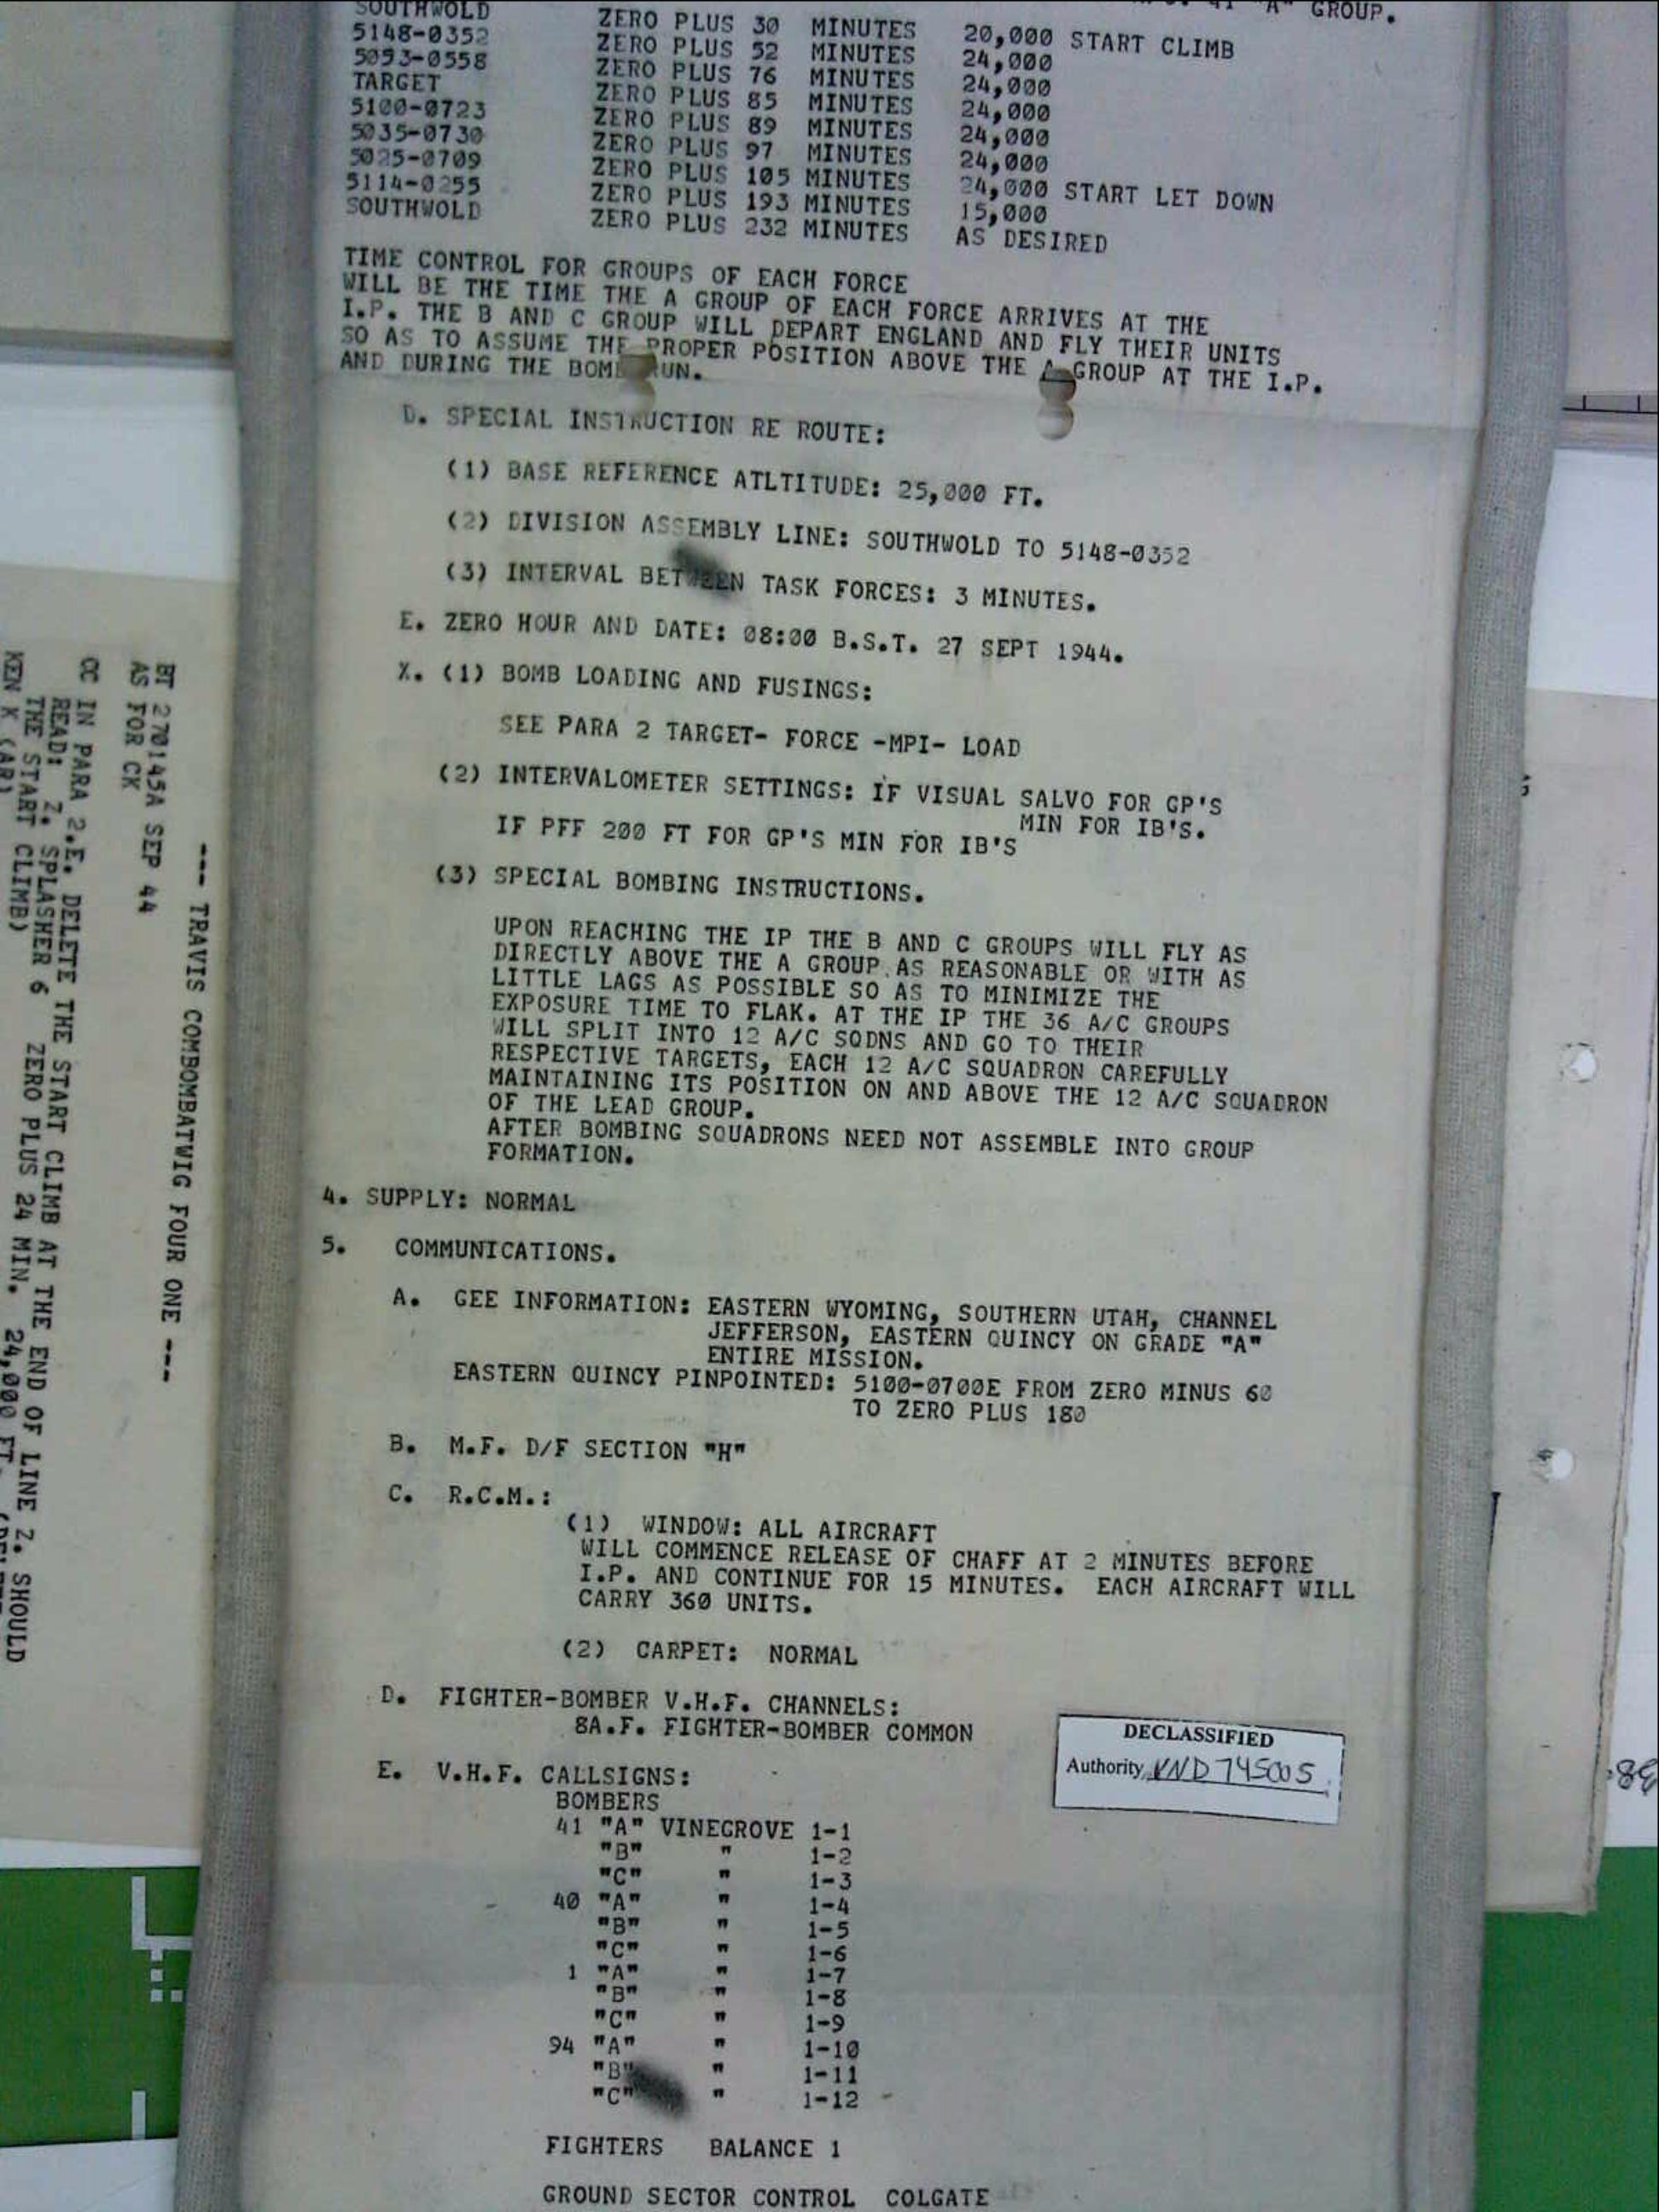 "A" GROUP.
SOUTHWOLD ZERO PLUS 30 MINUTES 20,000 START CLIMB
5148-0352 ZERO PLUS 52 MINUTES 24,000
5053-0558 ZERO PLUS 76 MINUTES 24,000
TARGET ZERO PLUS 85 MINUTES 24,000
5100-0723 ZERO PLUS 89 MINUTES 24,000
5035-0730 ZERO PLUS 97 MINUTES 24,000
5025-0709 ZERO PLUS 105 MINUTES 24,000 START LET DOWN
5114-0255 ZERO PLUS 193 MINUTES 15,000
SOUTHWOLD ZERO PLUS 232 MINUTES AS DESIRED
TIME CONTROL FOR GROUPS OF EACH FORCE
WILL BE THE TIME THE A GROUP OF EACH FORCE ARRIVES AT THE
I.P. THE B AND C GROUP WILL DEPART ENGLAND AND FLY THEIR UNITS
SO AS TO ASSUME THE PROPER POSITION ABOVE THE A GROUP AT THE I.P.
AND DURING THE BOMB RUN.
D. SPECIAL INSTRUCTION RE ROUTE:
(1) BASE REFERENCE ATLTITUDE: 25,000 FT.
(2) DIVISION ASSEMBLY LINE: SOUTHWOLD TO 5148-0352
(3) INTERVAL BETWEEN TASK FORCES: 3 MINUTES.
E. ZERO HOUR AND DATE: 08:00 B.S.T. 27 SEPT 1944.
X. (1) BOMB LOADING AND FUSINGS:
SEE PARA 2 TARGET- FORCE -MPI- LOAD
(2) INTERVALOMETER SETTINGS: IF VISUAL SALVO FOR GP'S
MIN FOR IB'S.
IF PFF 200 FT FOR GP'S MIN FOR IB'S
(3) SPECIAL BOMBING INSTRUCTIONS.
UPON REACHING THE IP THE B AND C GROUPS WILL FLY AS
DIRECTLY ABOVE THE A GROUP AS REASONABLE OR WITH AS
LITTLE LAGS AS POSSIBLE SO AS TO MINIMIZE THE
EXPOSURE TIME TO FLAK. AT THE IP THE 36 A/C GROUPS
WILL SPLIT INTO 12 A/C SQDNS AND GO TO THEIR
RESPECTIVE TARGETS, EACH 12 A/C SQUADRON CAREFULLY
MAINTAINING ITS POSITION ON AND ABOVE THE 12 A/C SQUADRON
OF THE LEAD GROUP.
AFTER BOMBING SQUADRONS NEED NOT ASSEMBLE INTO GROUP
FORMATION.
4. SUPPLY: NORMAL
5. COMMUNICATIONS.
A. GEE INFORMATION: EASTERN WYOMING, SOUTHERN UTAH, CHANNEL
JEFFERSON, EASTERN QUINCY ON GRADE "A"
ENTIRE MISSION.
EASTERN QUINCY PINPOINTED: 5100-0700E FROM ZERO MINUS 60
TO ZERO PLUS 180
B. M.F. D/F SECTION "H"
C. R.C.M.:
(1) WINDOW: ALL AIRCRAFT
WILL COMMENCE RELEASE OF CHAFF AT 2 MINUTES BEFORE
I.P. AND CONTINUE FOR 15 MINUTES. EACH AIRCRAFT WILL
CARRY 360 UNITS.
(2) CARPET: NORMAL
D. FIGHTER-BOMBER V.H.F. CHANNELS:
8A.F. FIGHTER-BOMBER COMMON
E. V.H.F. CALLSIGNS:
BOMBERS
41 "A" VINEGROVE 1-1
"B" " 1-2
"C" " 1-3
40 "A" " 1-4
"B" " 1-5
"C" " 1-6
1 "A" " 1-7
"B" " 1-8
"C" " 1-9
94 "A" " 1-10
"B" " 1-11
"C" " 1-12
FIGHTERS BALANCE 1
GROUND SECTOR CONTROL COLGATE
DECLASSIFIED
Authority NND 745005
--- TRAVIS COMBOMBATWIG FOUR ONE ---
BT 270145A SEP 44
AS FOR CK
CC IN PARA 2.E. DELETE THE START CLIMB AT THE END OF LINE 2. SHOULD
READ: 2. SPLASHER 6 ZERO PLUS 24 MIN. 24,000 FT.
THE START CLIMB)